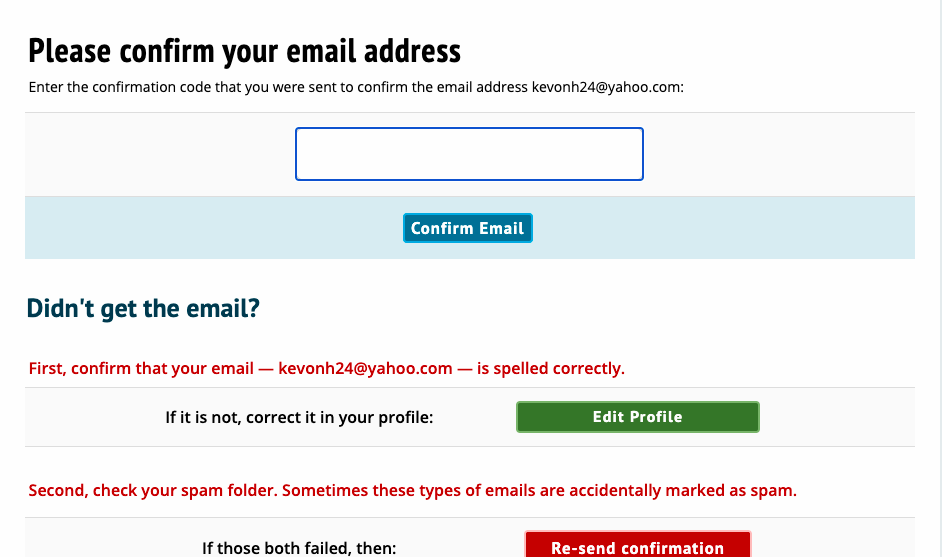 Please confirm your email address
Enter the confirmation code that you were sent to confirm the email address kevonh24@yahoo.com:
Confirm Email
Didn't get the email?
First, confirm that your email — kevonh24@yahoo.com — is spelled correctly.
If it is not, correct it in your profile: Edit Profile
Second, check your spam folder. Sometimes these types of emails are accidentally marked as spam.
If those both failed, then: Re-send confirmation